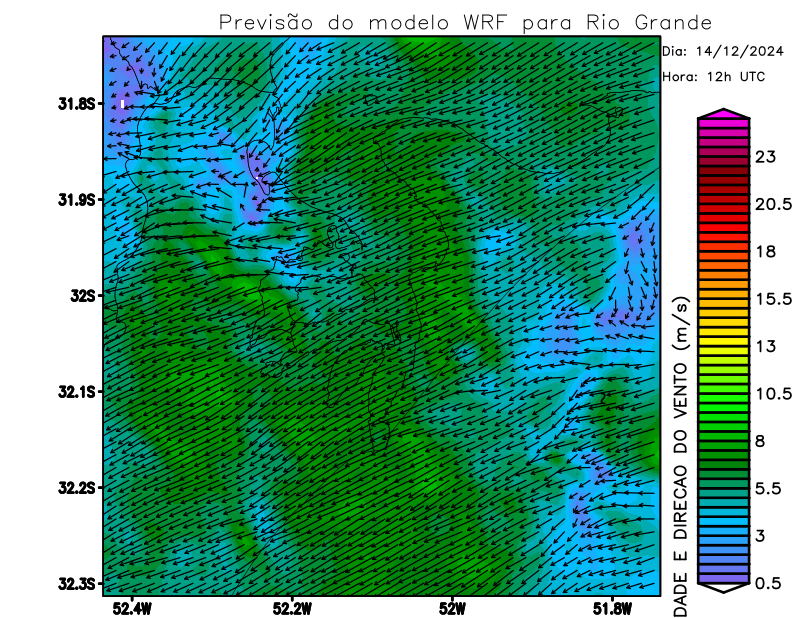 Previsão do modelo WRF para Rio Grande
Dia: 14/12/2024
Hora: 12h UTC
31.8S
31.9S
32S
32.1S
32.2S
32.3S
52.4W
52.2W
52W
51.8W
23
20.5
18
15.5
13
10.5
8
5.5
3
0.5
DADE E DIRECAO DO VENTO (m/s)